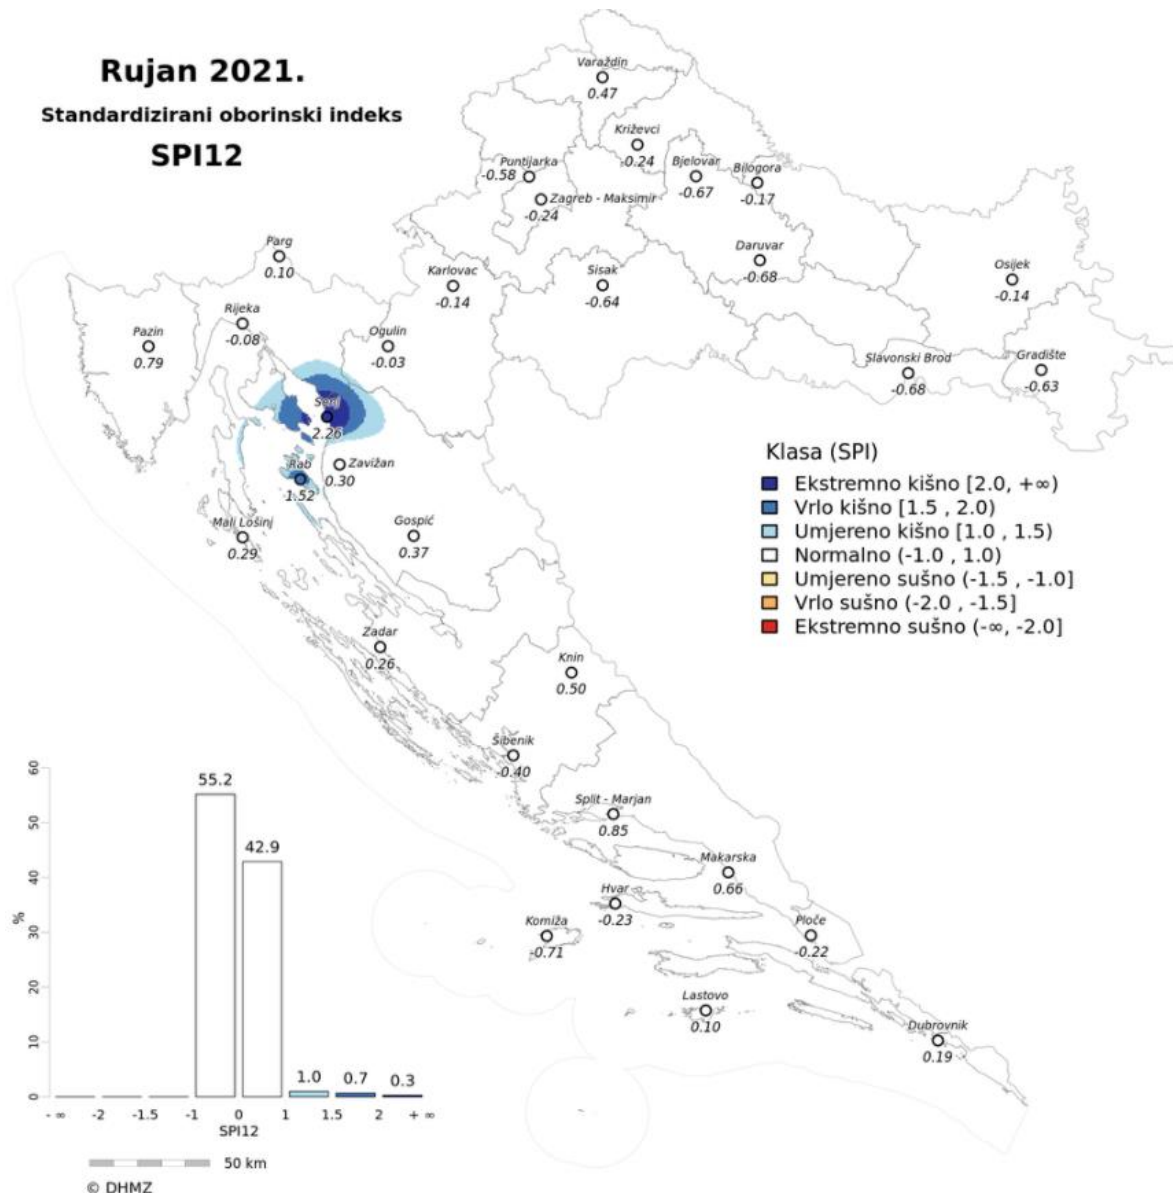 Rujan 2021.
Standardizirani oborinski indeks
SPI12
Varaždin
0.47
Križevci
-0.24
Puntijarka
-0.58
Bjelovar
-0.67
Bilogora
-0.17
Zagreb - Maksimir
-0.24
Parg
0.10
Karlovac
-0.14
Sisak
-0.64
Daruvar
-0.68
Osijek
-0.14
Rijeka
-0.08
Pazin
0.79
Ogulin
-0.03
Slavonski Brod
-0.68
Gradište
-0.63
Senj
2.26
Rab
1.52
Zavižan
0.30
Mali Lošinj
0.29
Gospić
0.37
Klasa (SPI)
Ekstremno kišno [2.0, +∞)
Vrlo kišno [1.5 , 2.0)
Umjereno kišno [1.0 , 1.5)
Normalno (-1.0 , 1.0)
Umjereno sušno (-1.5 , -1.0]
Vrlo sušno (-2.0 , -1.5]
Ekstremno sušno (-∞, -2.0]
Zadar
0.26
Knin
0.50
Šibenik
-0.40
Split - Marjan
0.85
Makarska
0.66
Hvar
-0.23
Komiža
-0.71
Ploče
-0.22
Lastovo
0.10
Dubrovnik
0.19
60
50
40
30
20
10
0
%
55.2
42.9
1.0
0.7
0.3
- ∞ -2 -1.5 -1 0 1 1.5 2 + ∞
SPI12
50 km
© DHMZ